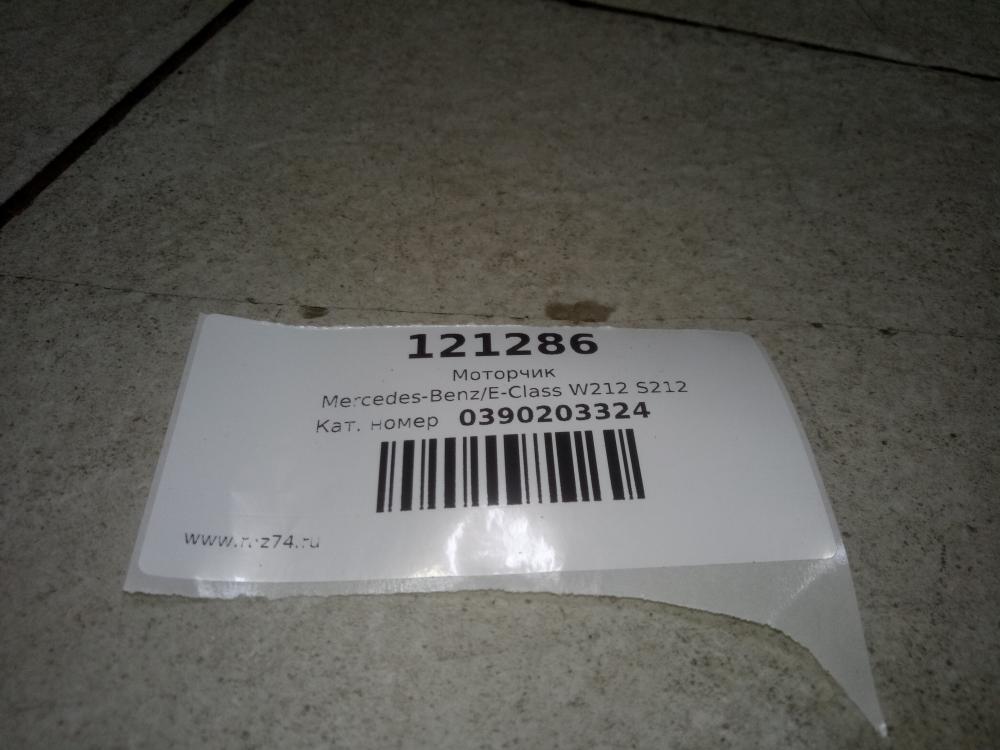 121286
Моторчик
Mercedes-Benz/E-Class W212 S212
Кат. номер 0390203324